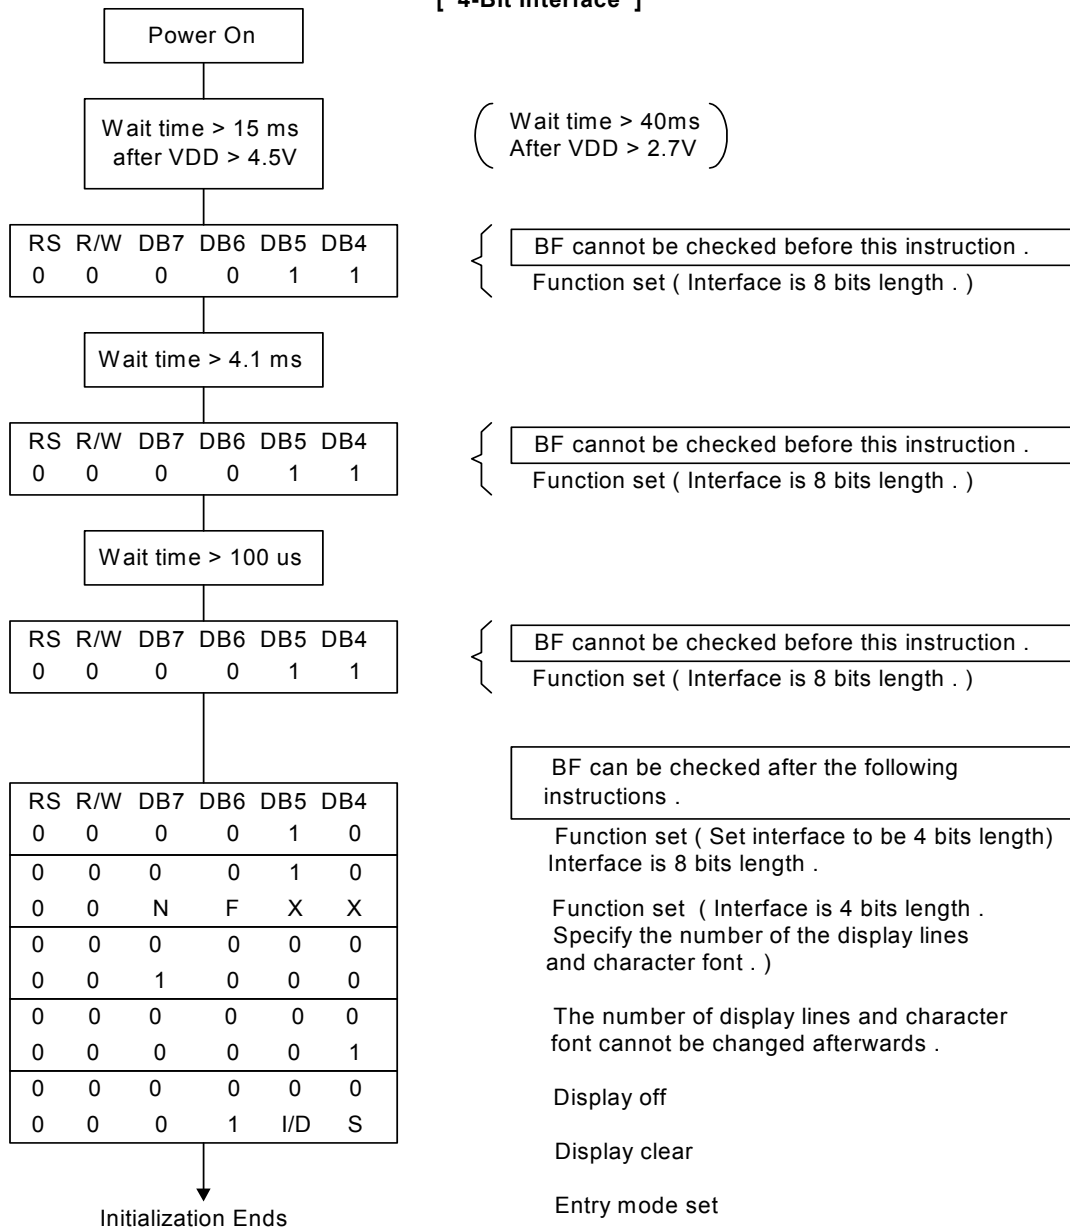 [ 4-Bit Interface ]
Power On
Wait time > 15 ms
after VDD > 4.5V
Wait time > 40ms
After VDD > 2.7V
RS R/W DB7 DB6 DB5 DB4
0 0 0 0 1 1
BF cannot be checked before this instruction .
Function set ( Interface is 8 bits length . )
Wait time > 4.1 ms
RS R/W DB7 DB6 DB5 DB4
0 0 0 0 1 1
BF cannot be checked before this instruction .
Function set ( Interface is 8 bits length . )
Wait time > 100 us
RS R/W DB7 DB6 DB5 DB4
0 0 0 0 1 1
BF cannot be checked before this instruction .
Function set ( Interface is 8 bits length . )
RS R/W DB7 DB6 DB5 DB4
0 0 0 0 1 0
0 0 0 0 1 0
0 0 N F X X
0 0 0 0 0 0
0 0 1 0 0 0
0 0 0 0 0 0
0 0 0 0 0 1
0 0 0 0 0 0
0 0 0 1 I/D S
BF can be checked after the following
instructions .
Function set ( Set interface to be 4 bits length)
Interface is 8 bits length .
Function set ( Interface is 4 bits length .
Specify the number of the display lines
and character font . )
The number of display lines and character
font cannot be changed afterwards .
Display off
Display clear
Entry mode set
Initialization Ends